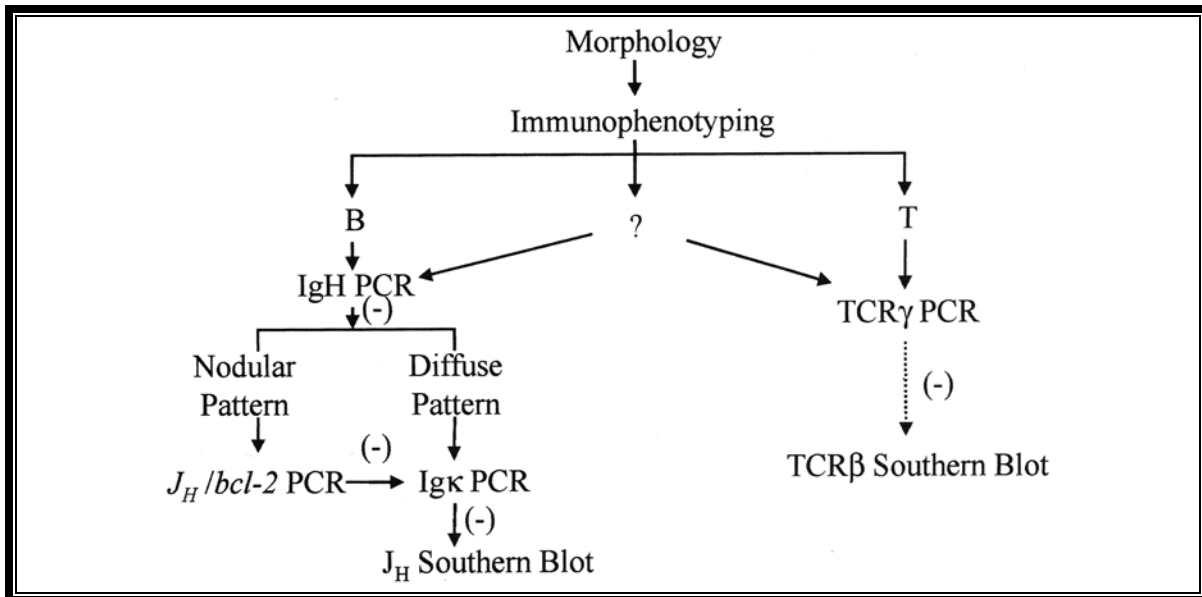 Morphology
Immunophenotyping
B
?
T
IgH PCR
(-)
TCRγ PCR
Nodular
Pattern
Diffuse
Pattern
(-)
(-)
J_H /bcl-2 PCR
Igκ PCR
TCRβ Southern Blot
(-)
J_H Southern Blot